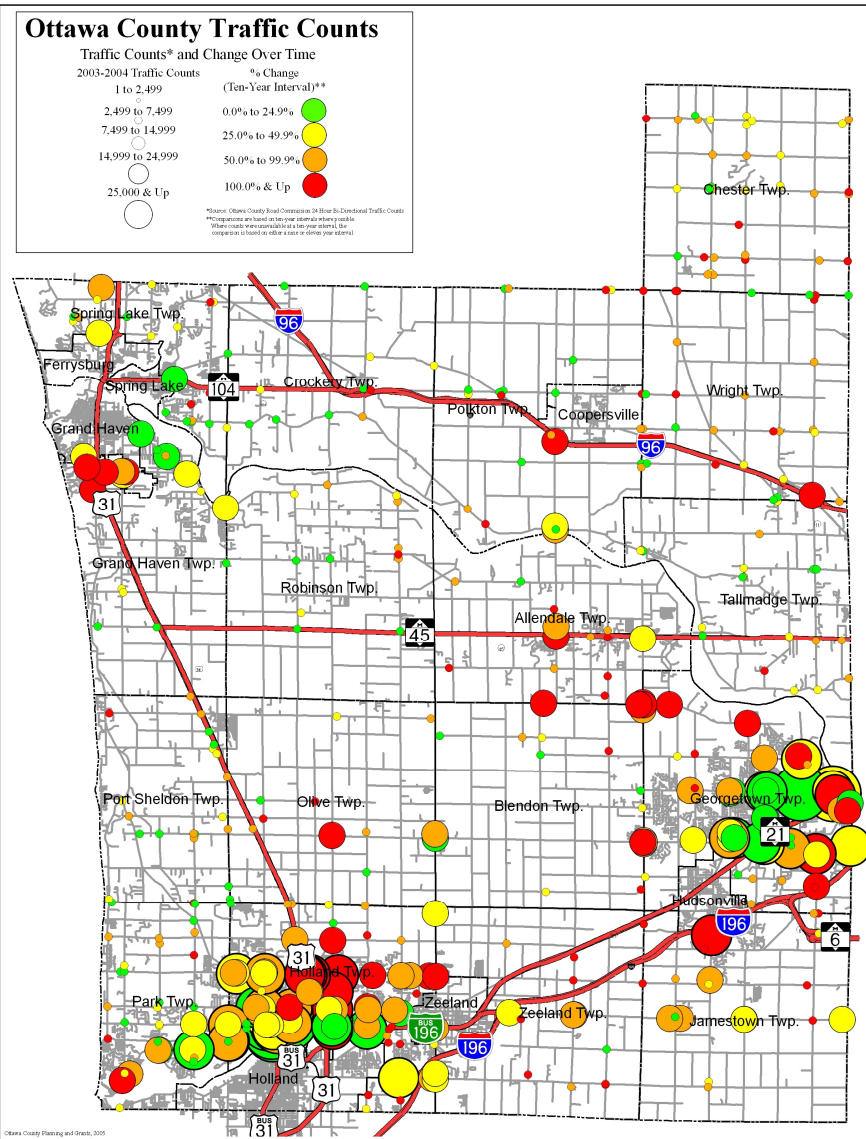 Ottawa County Traffic Counts
Traffic Counts* and Change Over Time
2003-2004 Traffic Counts
1 to 2,499
2,499 to 7,499
7,499 to 14,999
14,999 to 24,999
25,000 & Up
% Change
(Ten-Year Interval)**
0.0% to 24.9%
25.0% to 49.9%
50.0% to 99.9%
100.0% & Up
*Source: Ottawa County Road Commission 24 Hour Bi-Directional Traffic Counts
**Comparisons are based on ten-year intervals where possible.
Where counts were unavailable at a ten-year interval, the
comparison is based on either a nine or eleven year interval.
Chester Twp.
Spring Lake Twp.
96
Ferrysburg
Spring Lake
104
Crockery Twp.
Wright Twp.
Polkton Twp.
Coopersville
Grand Haven
96
31
Grand Haven Twp.
Robinson Twp.
Tallmadge Twp.
Allendale Twp.
45
Port Sheldon Twp.
Olive Twp.
Blendon Twp.
Georgetown Twp.
21
Hudsonville
196
6
31
Holland Twp.
Park Twp.
Zeeland
Zeeland Twp.
Jamestown Twp.
BUS
196
196
BUS
31
Holland
31
BUS
31
Ottawa County Planning and Grants, 2005